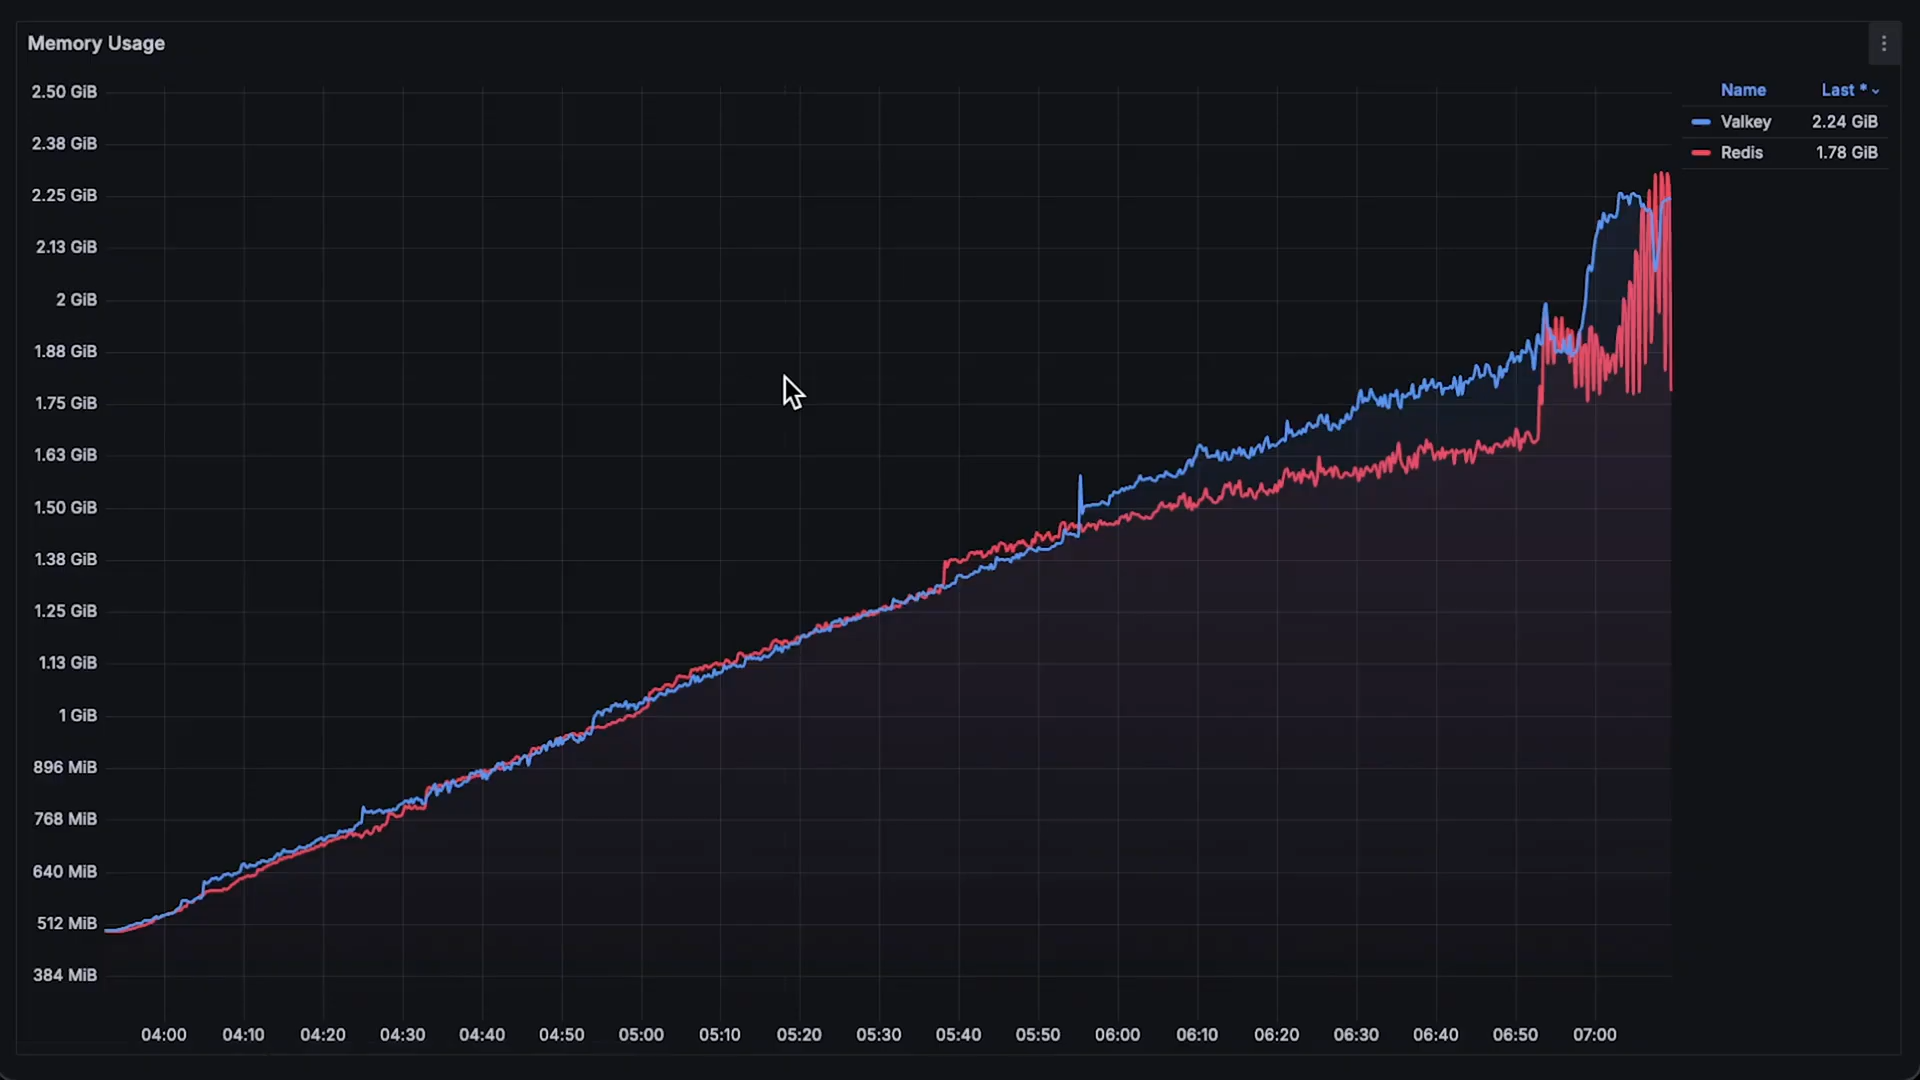 Memory Usage
Name Last *
Valkey 2.24 GiB
Redis 1.78 GiB
2.50 GiB
2.38 GiB
2.25 GiB
2.13 GiB
2 GiB
1.88 GiB
1.75 GiB
1.63 GiB
1.50 GiB
1.38 GiB
1.25 GiB
1.13 GiB
1 GiB
896 MiB
768 MiB
640 MiB
512 MiB
384 MiB
04:00 04:10 04:20 04:30 04:40 04:50 05:00 05:10 05:20 05:30 05:40 05:50 06:00 06:10 06:20 06:30 06:40 06:50 07:00